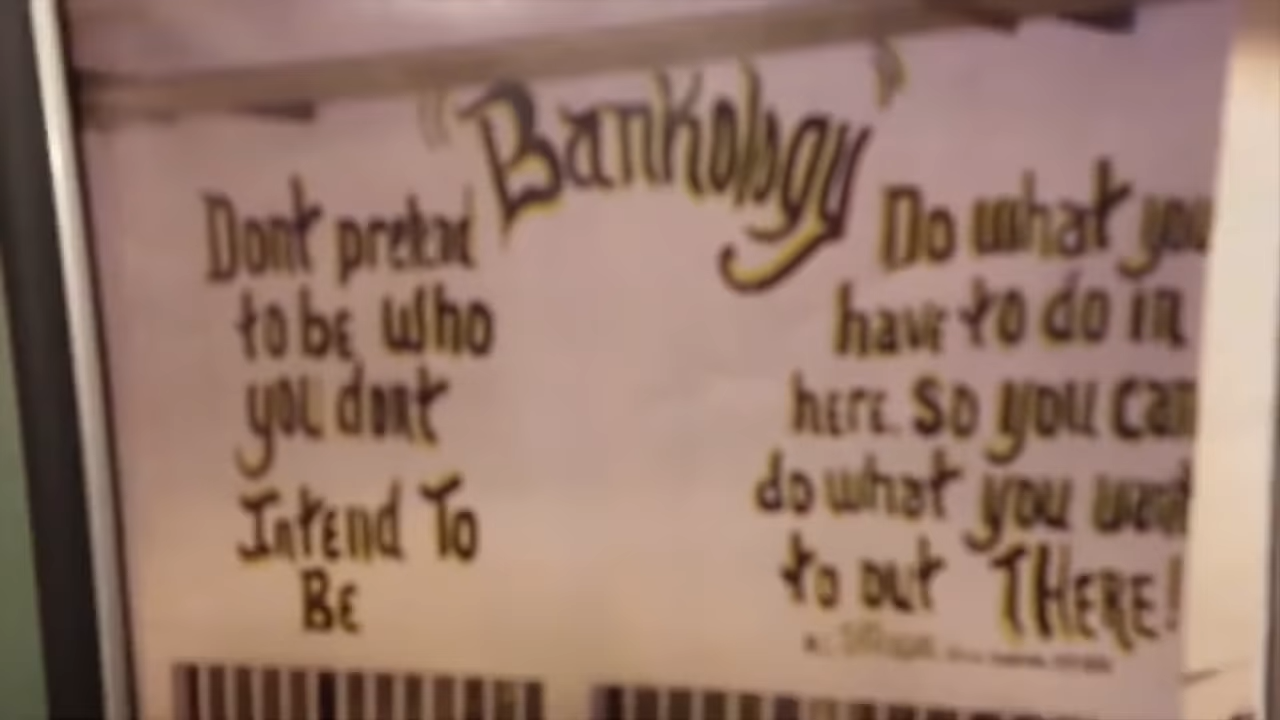 "Bankology"
Dont pretend
to be who
you dont
Intend To
BE
Do what you
have to do in
here. So you can
do what you want
to out THERE!